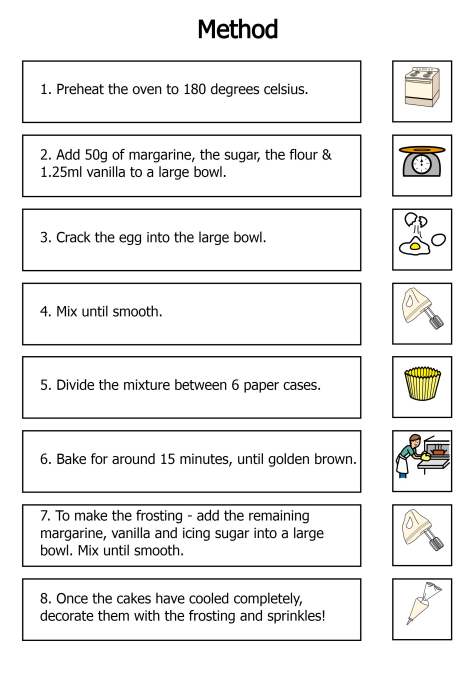 Method
1. Preheat the oven to 180 degrees celsius.
2. Add 50g of margarine, the sugar, the flour &
1.25ml vanilla to a large bowl.
3. Crack the egg into the large bowl.
4. Mix until smooth.
5. Divide the mixture between 6 paper cases.
6. Bake for around 15 minutes, until golden brown.
7. To make the frosting - add the remaining
margarine, vanilla and icing sugar into a large
bowl. Mix until smooth.
8. Once the cakes have cooled completely,
decorate them with the frosting and sprinkles!